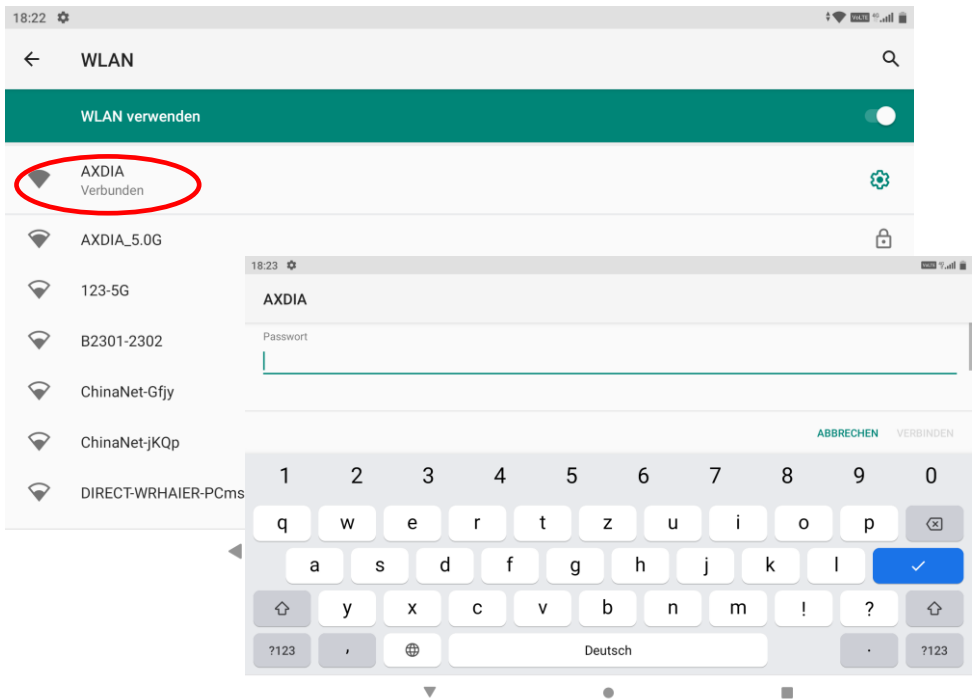 18:22
WLAN
WLAN verwenden
AXDIA
Verbunden
AXDIA_5.0G
123-5G
B2301-2302
ChinaNet-Gfjy
ChinaNet-jKQp
DIRECT-WRHAIER-PCms
18:23
AXDIA
Passwort
ABBRECHEN VERBINDEN
1 2 3 4 5 6 7 8 9 0
q w e r t z u i o p
a s d f g h j k l
y x c v b n m ! ?
?123 , Deutsch . ?123